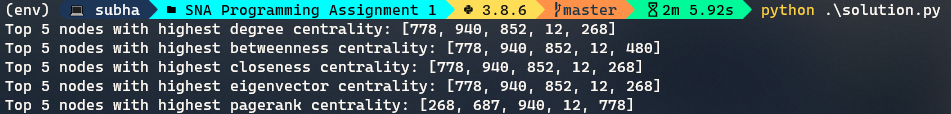 (env) subha SNA Programming Assignment 1 3.8.6 master 2m 5.92s python .\solution.py
Top 5 nodes with highest degree centrality: [778, 940, 852, 12, 268]
Top 5 nodes with highest betweenness centrality: [778, 940, 852, 12, 480]
Top 5 nodes with highest closeness centrality: [778, 940, 852, 12, 268]
Top 5 nodes with highest eigenvector centrality: [778, 940, 852, 12, 268]
Top 5 nodes with highest pagerank centrality: [268, 687, 940, 12, 778]